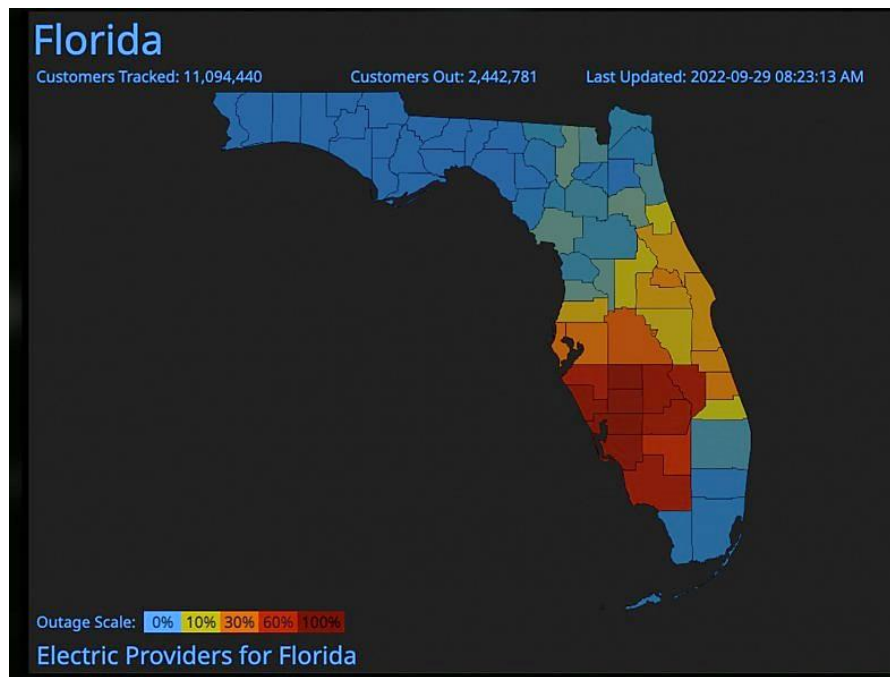 Florida
Customers Tracked: 11,094,440 Customers Out: 2,442,781 Last Updated: 2022-09-29 08:23:13 AM
Outage Scale: 0% 10% 30% 60% 100%
Electric Providers for Florida